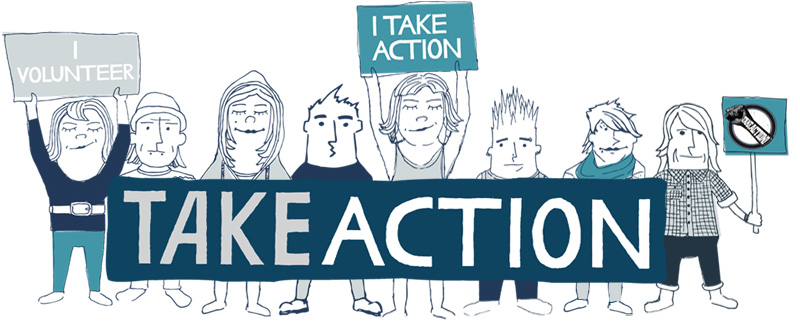 I
VOLUNTEER
I TAKE
ACTION
TAKE ACTION